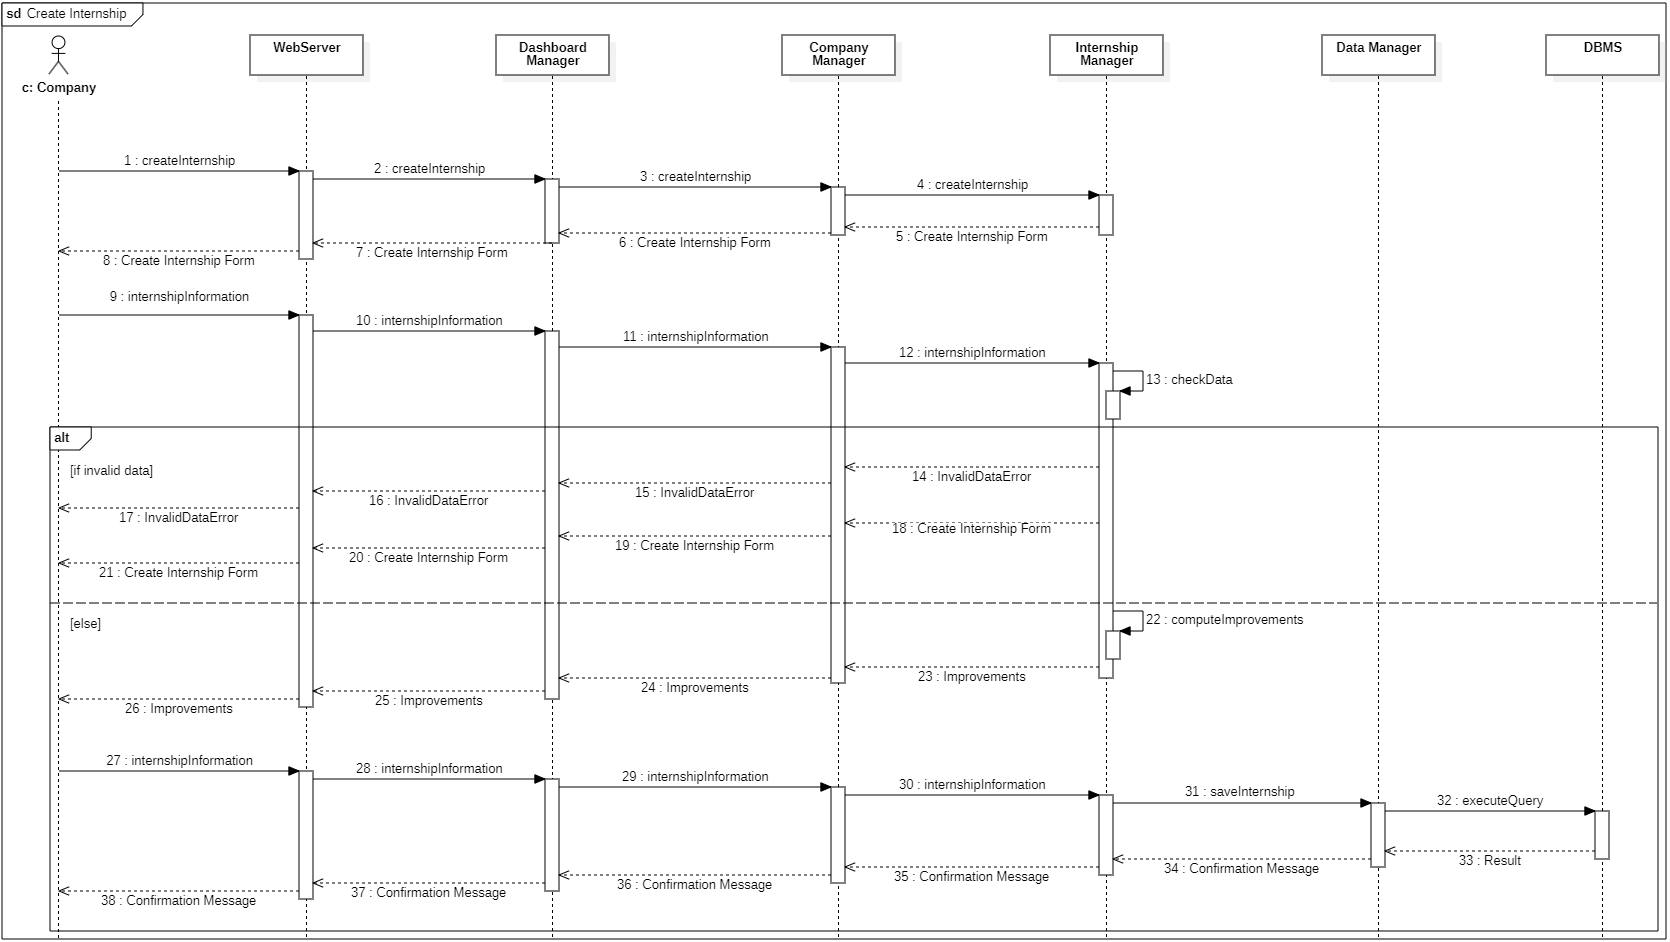 sd Create Internship
c: Company
WebServer
Dashboard
Manager
Company
Manager
Internship
Manager
Data Manager
DBMS
1 : createInternship
2 : createInternship
3 : createInternship
4 : createInternship
5 : Create Internship Form
6 : Create Internship Form
7 : Create Internship Form
8 : Create Internship Form
9 : internshipInformation
10 : internshipInformation
11 : internshipInformation
12 : internshipInformation
13 : checkData
alt
[if invalid data]
14 : InvalidDataError
15 : InvalidDataError
16 : InvalidDataError
17 : InvalidDataError
18 : Create Internship Form
19 : Create Internship Form
20 : Create Internship Form
21 : Create Internship Form
[else]
22 : computeImprovements
23 : Improvements
24 : Improvements
25 : Improvements
26 : Improvements
27 : internshipInformation
28 : internshipInformation
29 : internshipInformation
30 : internshipInformation
31 : saveInternship
32 : executeQuery
33 : Result
34 : Confirmation Message
35 : Confirmation Message
36 : Confirmation Message
37 : Confirmation Message
38 : Confirmation Message